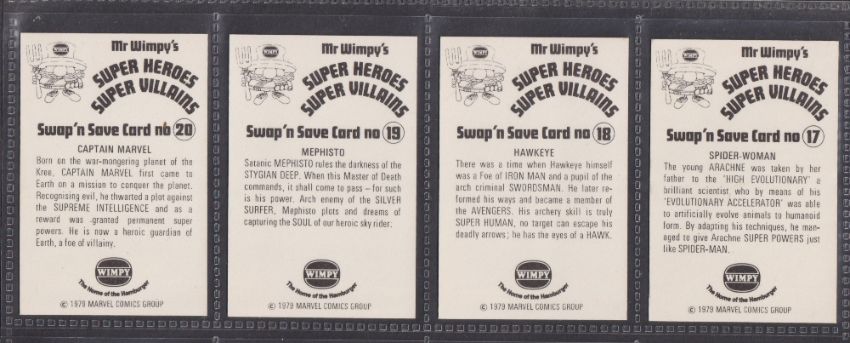 WIMPY
Mr Wimpy's
SUPER HEROES
SUPER VILLAINS
Swap'n Save Card no 20
CAPTAIN MARVEL
Born on the war-mongering planet of the
Kree, CAPTAIN MARVEL first came to
Earth on a mission to conquer the planet.
Recognising evil, he thwarted a plot against
the SUPREME INTELLIGENCE and as a
reward was granted permanent super
powers. He is now a heroic guardian of
Earth, a foe of villainy.
WIMPY
The Home of the Hamburger
© 1979 MARVEL COMICS GROUP
WIMPY
Mr Wimpy's
SUPER HEROES
SUPER VILLAINS
Swap'n Save Card no 19
MEPHISTO
Satanic MEPHISTO rules the darkness of the
STYGIAN DEEP. When this Master of Death
commands, it shall come to pass – for such
is his power. Arch enemy of the SILVER
SURFER, Mephisto plots and dreams of
capturing the SOUL of our heroic sky rider.
WIMPY
The Home of the Hamburger
© 1979 MARVEL COMICS GROUP
WIMPY
Mr Wimpy's
SUPER HEROES
SUPER VILLAINS
Swap'n Save Card no 18
HAWKEYE
There was a time when Hawkeye himself
was a Foe of IRON MAN and a pupil of the
arch criminal SWORDSMAN. He later re-
formed his ways and became a member of
the AVENGERS. His archery skill is truly
SUPER HUMAN, no target can escape his
deadly arrows; he has the eyes of a HAWK.
WIMPY
The Home of the Hamburger
© 1979 MARVEL COMICS GROUP
WIMPY
Mr Wimpy's
SUPER HEROES
SUPER VILLAINS
Swap'n Save Card no 17
SPIDER-WOMAN
The young ARACHNE was taken by her
father to the 'HIGH EVOLUTIONARY' a
brilliant scientist who by means of his
'EVOLUTIONARY ACCELERATOR' was able
to artificially evolve animals to humanoid
form. By adapting his techniques, he man-
aged to give Arachne SUPER POWERS just
like SPIDER-MAN.
WIMPY
The Home of the Hamburger
© 1979 MARVEL COMICS GROUP